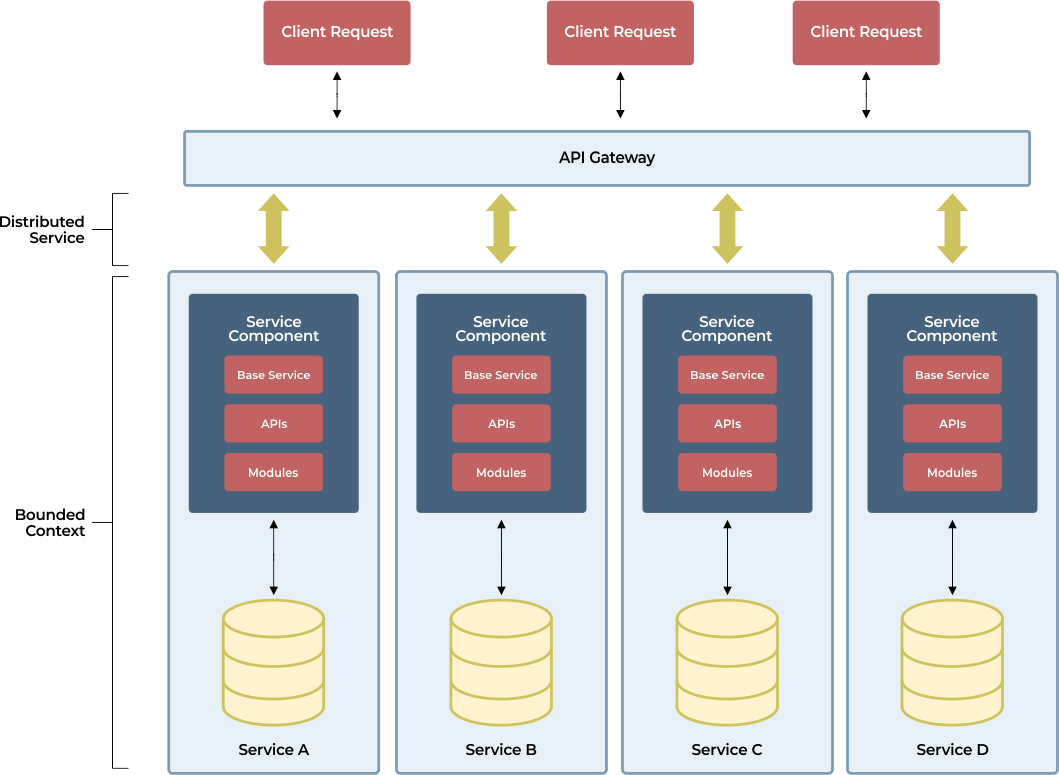 Client Request
Client Request
Client Request
API Gateway
Distributed
Service
Service
Component
Base Service
APIs
Modules
Service
Component
Base Service
APIs
Modules
Service
Component
Base Service
APIs
Modules
Service
Component
Base Service
APIs
Modules
Bounded
Context
Service A
Service B
Service C
Service D